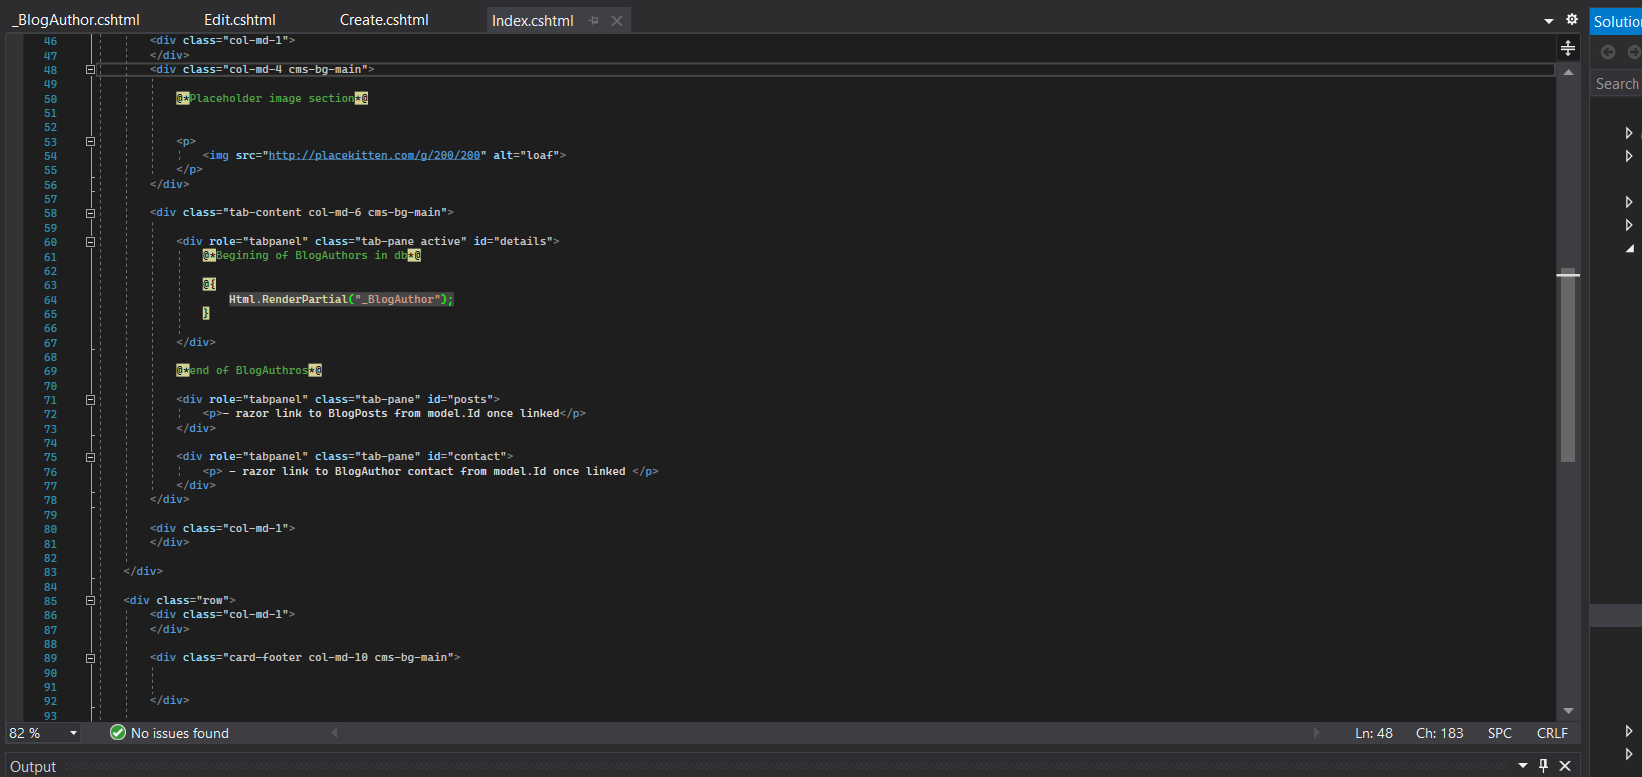 _BlogAuthor.cshtml Edit.cshtml Create.cshtml Index.cshtml
Solution
Search
46 <div class="col-md-1">
47 </div>
48 <div class="col-md-4 cms-bg-main">
49
50 @*Placeholder image section*@
51
52
53 <p>
54 <img src="http://placekitten.com/g/200/200" alt="loaf">
55 </p>
56 </div>
57
58 <div class="tab-content col-md-6 cms-bg-main">
59
60 <div role="tabpanel" class="tab-pane active" id="details">
61 @*Begining of BlogAuthors in db*@
62
63 @{
64 Html.RenderPartial("_BlogAuthor");
65 }
66
67 </div>
68
69 @*end of BlogAuthros*@
70
71 <div role="tabpanel" class="tab-pane" id="posts">
72 <p>- razor link to BlogPosts from model.Id once linked</p>
73 </div>
74
75 <div role="tabpanel" class="tab-pane" id="contact">
76 <p> - razor link to BlogAuthor contact from model.Id once linked </p>
77 </div>
78 </div>
79
80 <div class="col-md-1">
81 </div>
82
83 </div>
84
85 <div class="row">
86 <div class="col-md-1">
87 </div>
88
89 <div class="card-footer col-md-10 cms-bg-main">
90
91
92 </div>
93
82 % No issues found Ln: 48 Ch: 183 SPC CRLF
Output